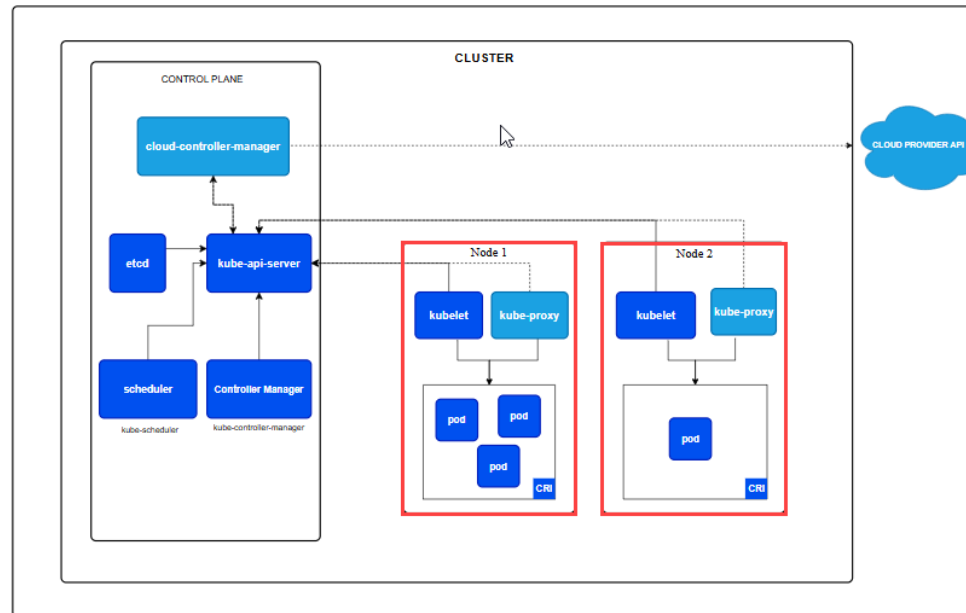 CLUSTER
CONTROL PLANE
cloud-controller-manager
CLOUD PROVIDER API
etcd
kube-api-server
scheduler
kube-scheduler
Controller Manager
kube-controller-manager
Node 1
kubelet
kube-proxy
pod
pod
pod
CRI
Node 2
kubelet
kube-proxy
pod
CRI